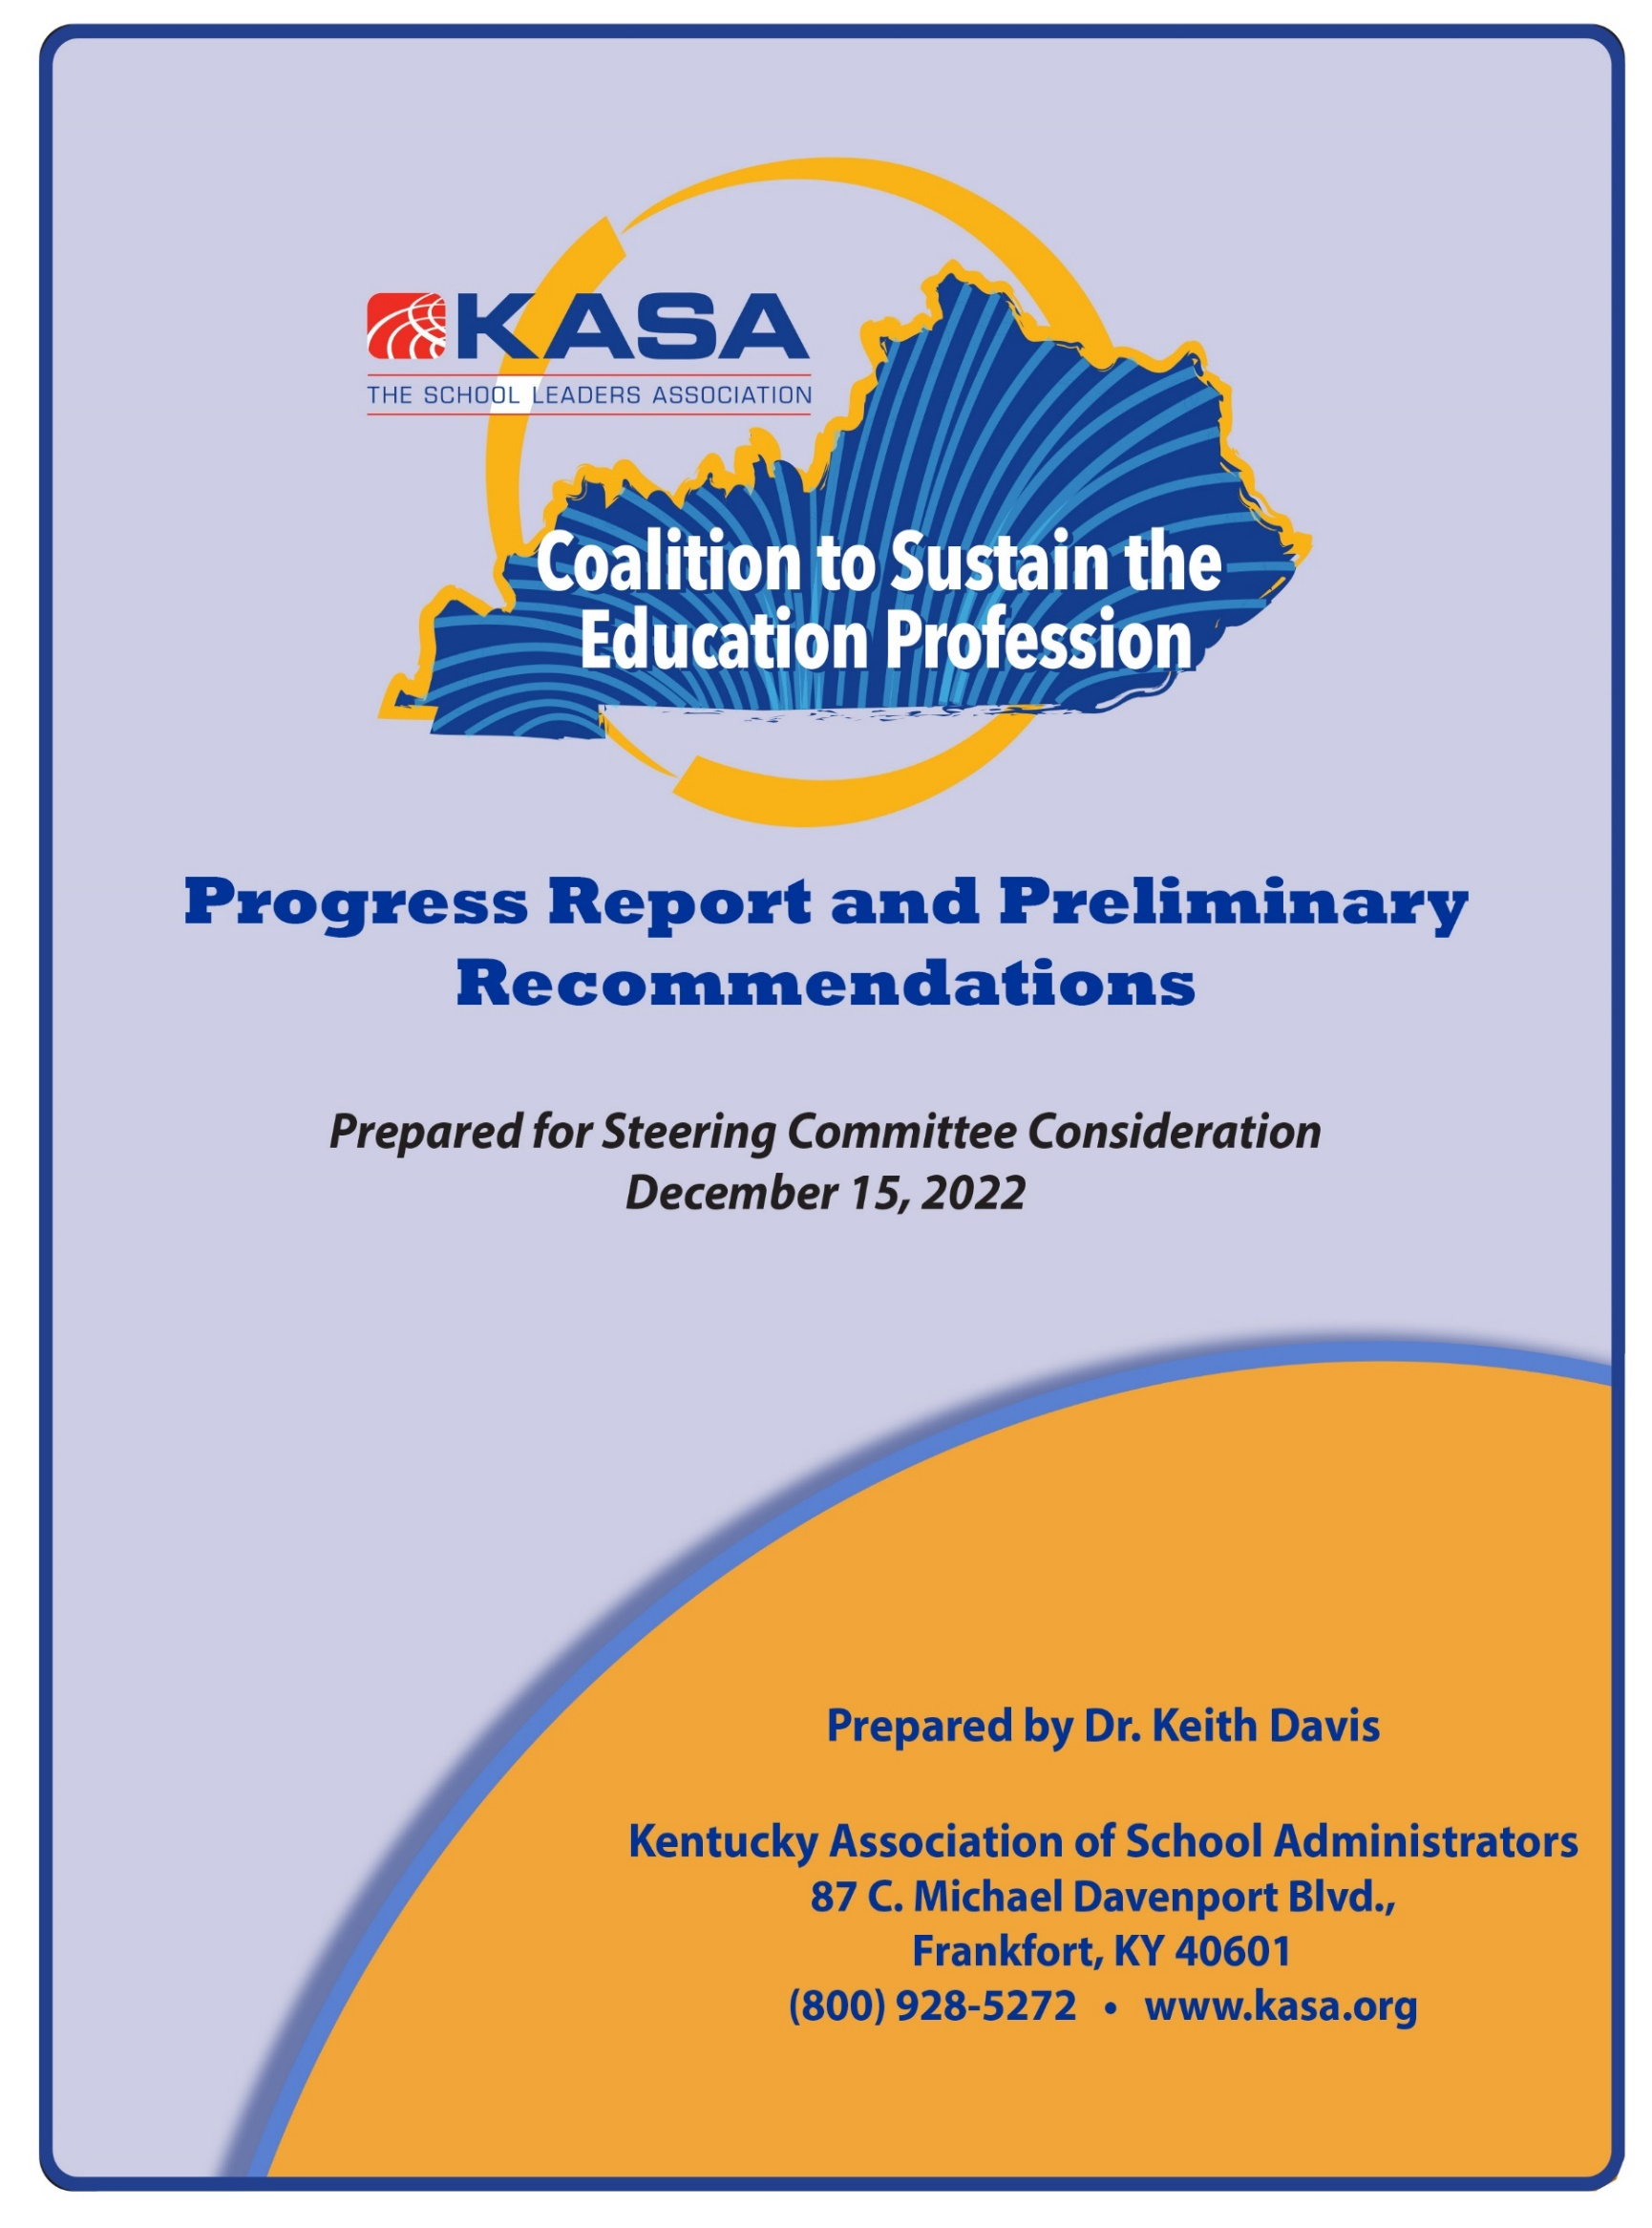 KASA
THE SCHOOL LEADERS ASSOCIATION
Coalition to Sustain the
Education Profession
Progress Report and Preliminary
Recommendations
Prepared for Steering Committee Consideration
December 15, 2022
Prepared by Dr. Keith Davis
Kentucky Association of School Administrators
87 C. Michael Davenport Blvd.,
Frankfort, KY 40601
(800) 928-5272 • www.kasa.org